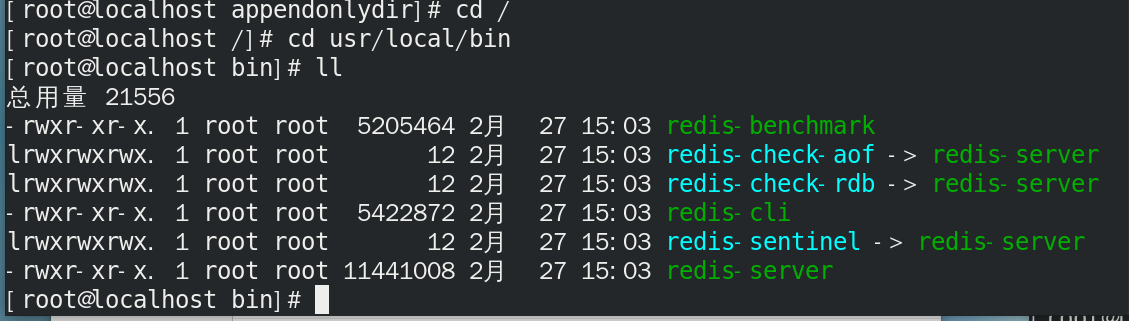 [root@localhost appendonlydir]# cd /
[root@localhost /]# cd usr/local/bin
[root@localhost bin]# ll
总用量 21556
-rwxr-xr-x. 1 root root  5205464 2月  27 15:03 redis-benchmark
lrwxrwxrwx. 1 root root       12 2月  27 15:03 redis-check-aof -> redis-server
lrwxrwxrwx. 1 root root       12 2月  27 15:03 redis-check-rdb -> redis-server
-rwxr-xr-x. 1 root root  5422872 2月  27 15:03 redis-cli
lrwxrwxrwx. 1 root root       12 2月  27 15:03 redis-sentinel -> redis-server
-rwxr-xr-x. 1 root root 11441008 2月  27 15:03 redis-server
[root@localhost bin]#